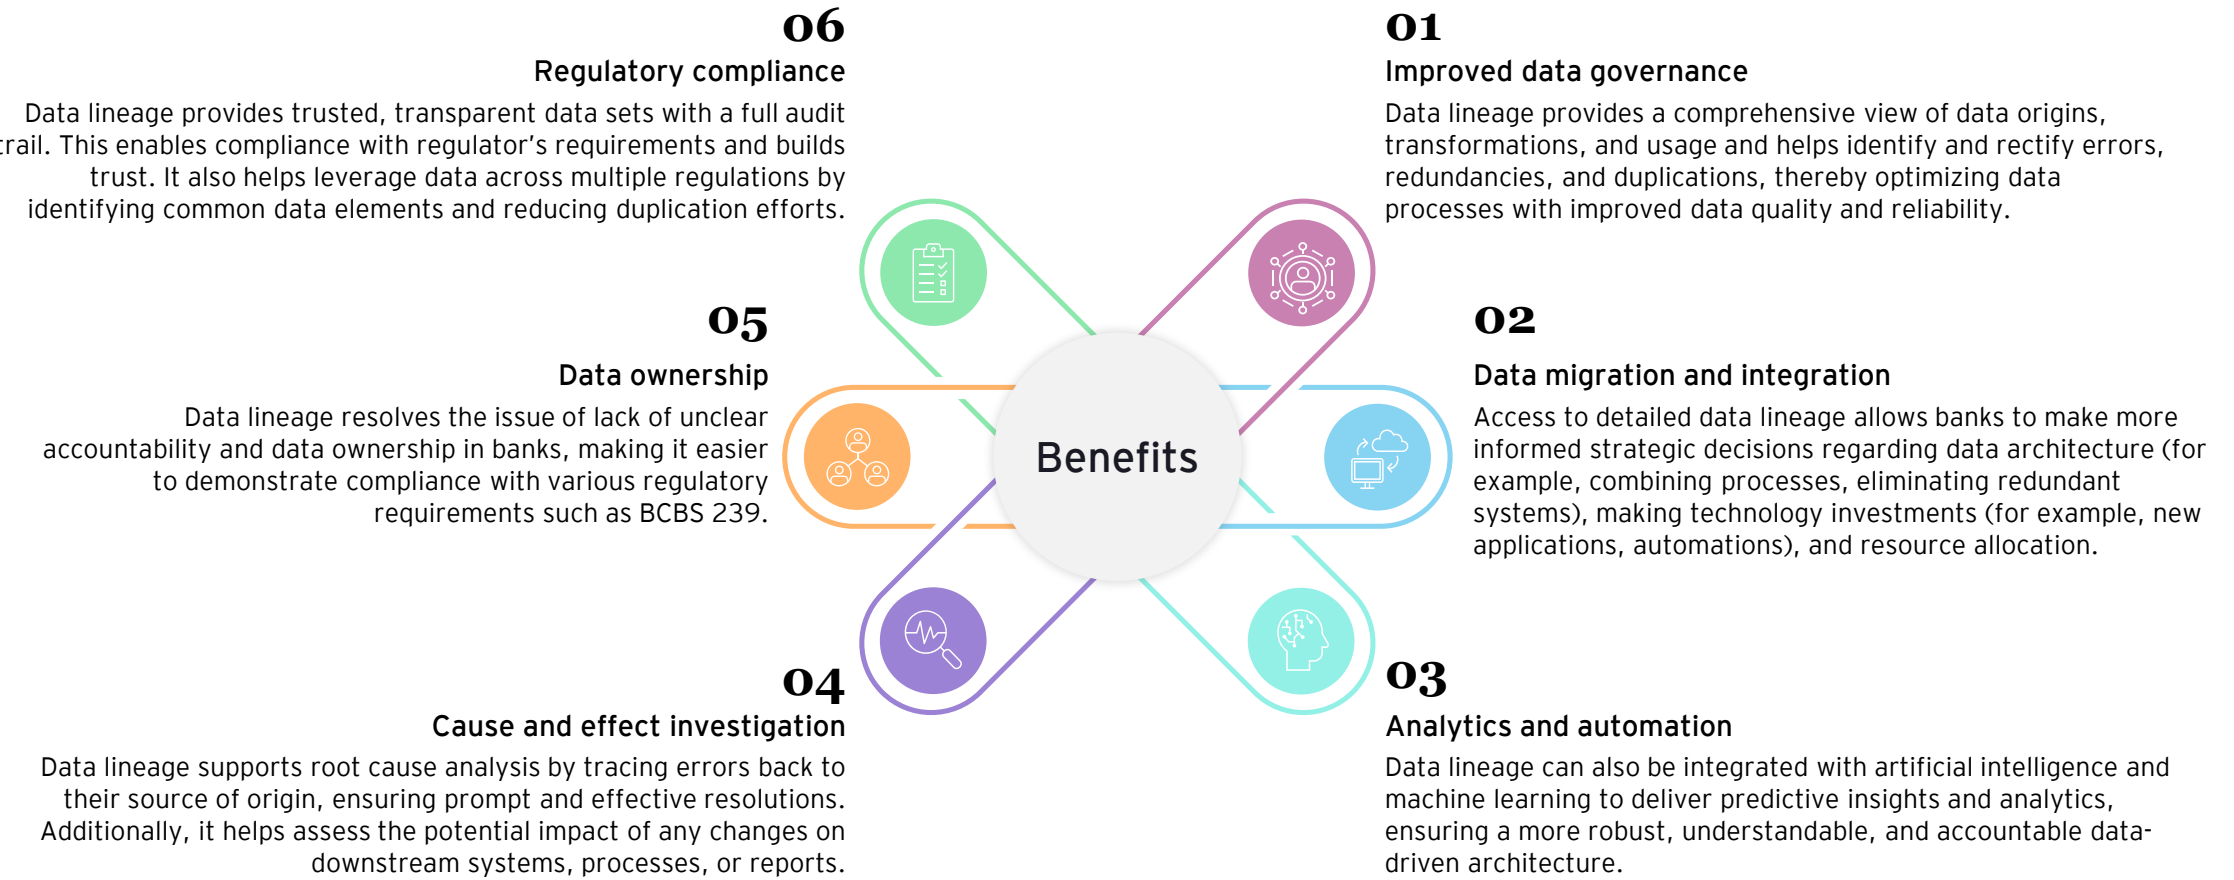 06
Regulatory compliance
Data lineage provides trusted, transparent data sets with a full audit
trail. This enables compliance with regulator’s requirements and builds
trust. It also helps leverage data across multiple regulations by
identifying common data elements and reducing duplication efforts.
05
Data ownership
Data lineage resolves the issue of lack of unclear
accountability and data ownership in banks, making it easier
to demonstrate compliance with various regulatory
requirements such as BCBS 239.
04
Cause and effect investigation
Data lineage supports root cause analysis by tracing errors back to
their source of origin, ensuring prompt and effective resolutions.
Additionally, it helps assess the potential impact of any changes on
downstream systems, processes, or reports.
Benefits
01
Improved data governance
Data lineage provides a comprehensive view of data origins,
transformations, and usage and helps identify and rectify errors,
redundancies, and duplications, thereby optimizing data
processes with improved data quality and reliability.
02
Data migration and integration
Access to detailed data lineage allows banks to make more
informed strategic decisions regarding data architecture (for
example, combining processes, eliminating redundant
systems), making technology investments (for example, new
applications, automations), and resource allocation.
03
Analytics and automation
Data lineage can also be integrated with artificial intelligence and
machine learning to deliver predictive insights and analytics,
ensuring a more robust, understandable, and accountable data-
driven architecture.